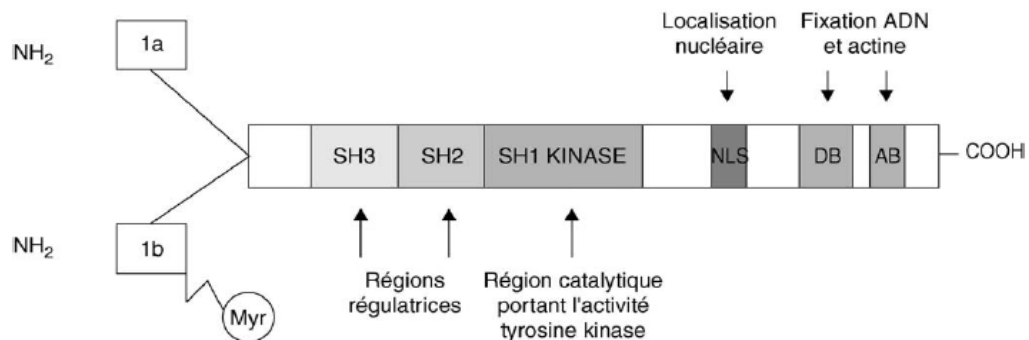 Localisation
nucléaire
Fixation ADN
et actine
NH2
1a
SH3
SH2
SH1 KINASE
NLS
DB
AB
COOH
NH2
1b
Myr
Régions
régulatrices
Région catalytique
portant l'activité
tyrosine kinase